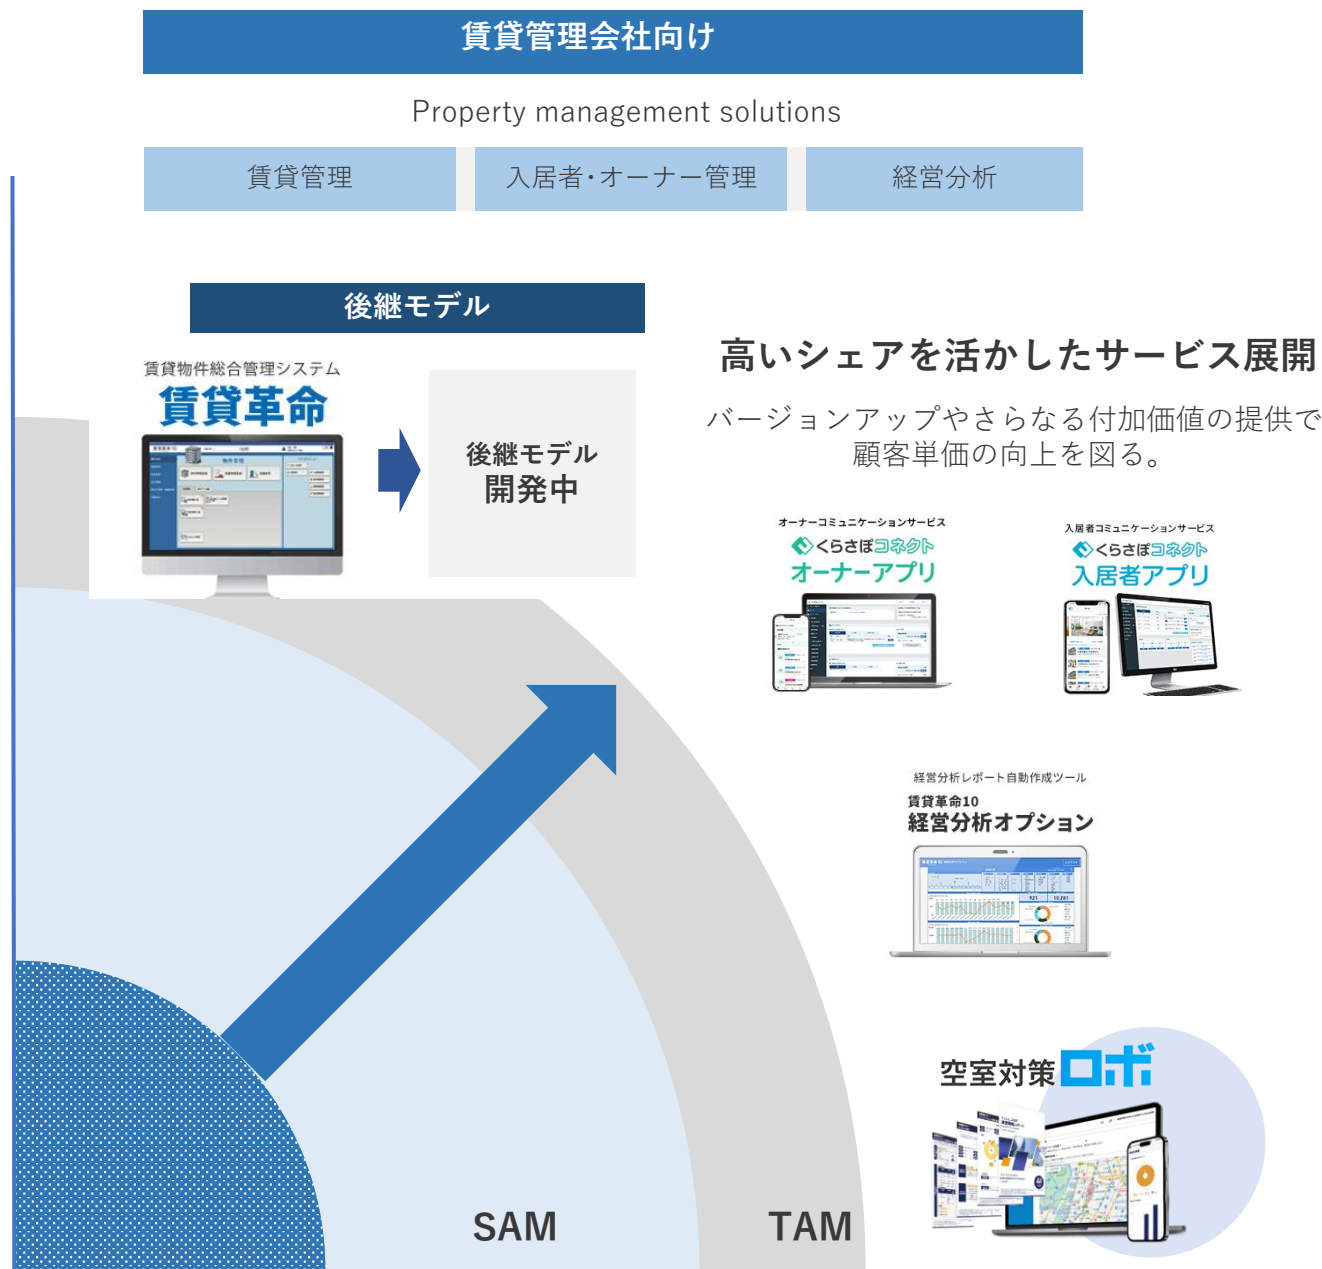 賃貸管理会社向け
Property management solutions
賃貸管理
入居者・オーナー管理
経営分析
後継モデル
賃貸物件総合管理システム
賃貸革命
後継モデル
開発中
高いシェアを活かしたサービス展開
バージョンアップやさらなる付加価値の提供で
顧客単価の向上を図る。
オーナーコミュニケーションサービス
くらさぽコネクト
オーナーアプリ
入居者コミュニケーションサービス
くらさぽコネクト
入居者アプリ
経営分析レポート自動作成ツール
賃貸革命10
経営分析オプション
921
10,281
空室対策ロボ
SAM
TAM